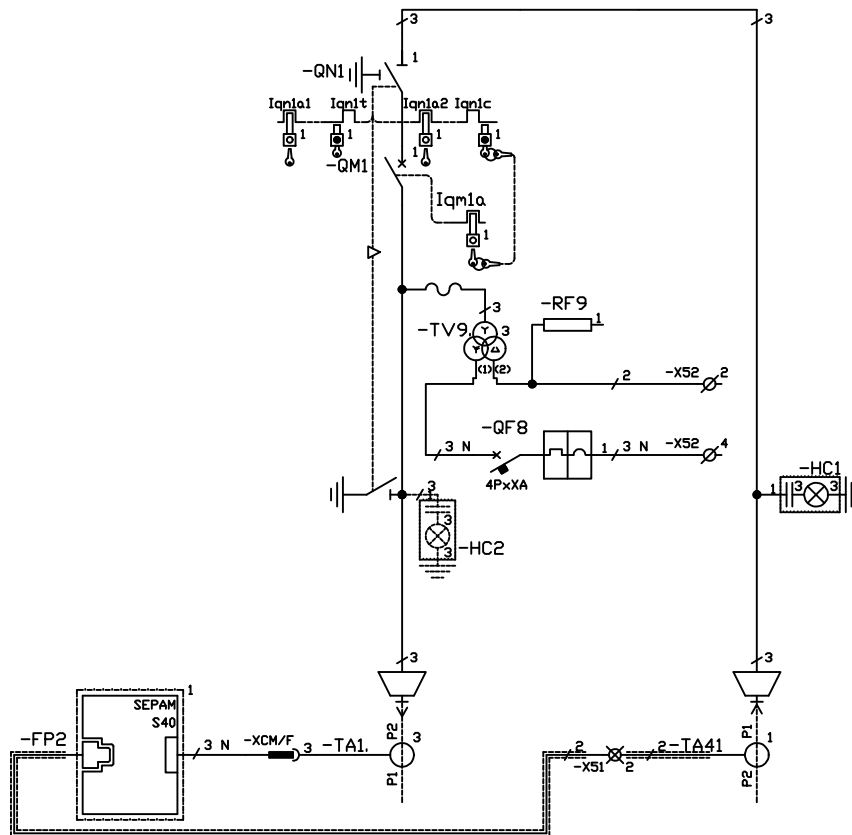 3 3
-QN1 1
Iqn1a1 Iqn1t Iqn1a2 Iqn1c
1 1 1 1
-QM1 1
Iqm1a
1
3
-RF9
-TV9. 3 1
(1) (2)
2 -X52 2
-QF8
3 N 1 3 N -X52 4
4PxXA
-HC1
3 1 3 3
1
3
3 -HC2
3 3
1
SEPAM
S40
-FP2 3 N -XCM/F 3 -TA1. P2 3 P1
2 -X51 2 2 -TA41 P1 1 P2